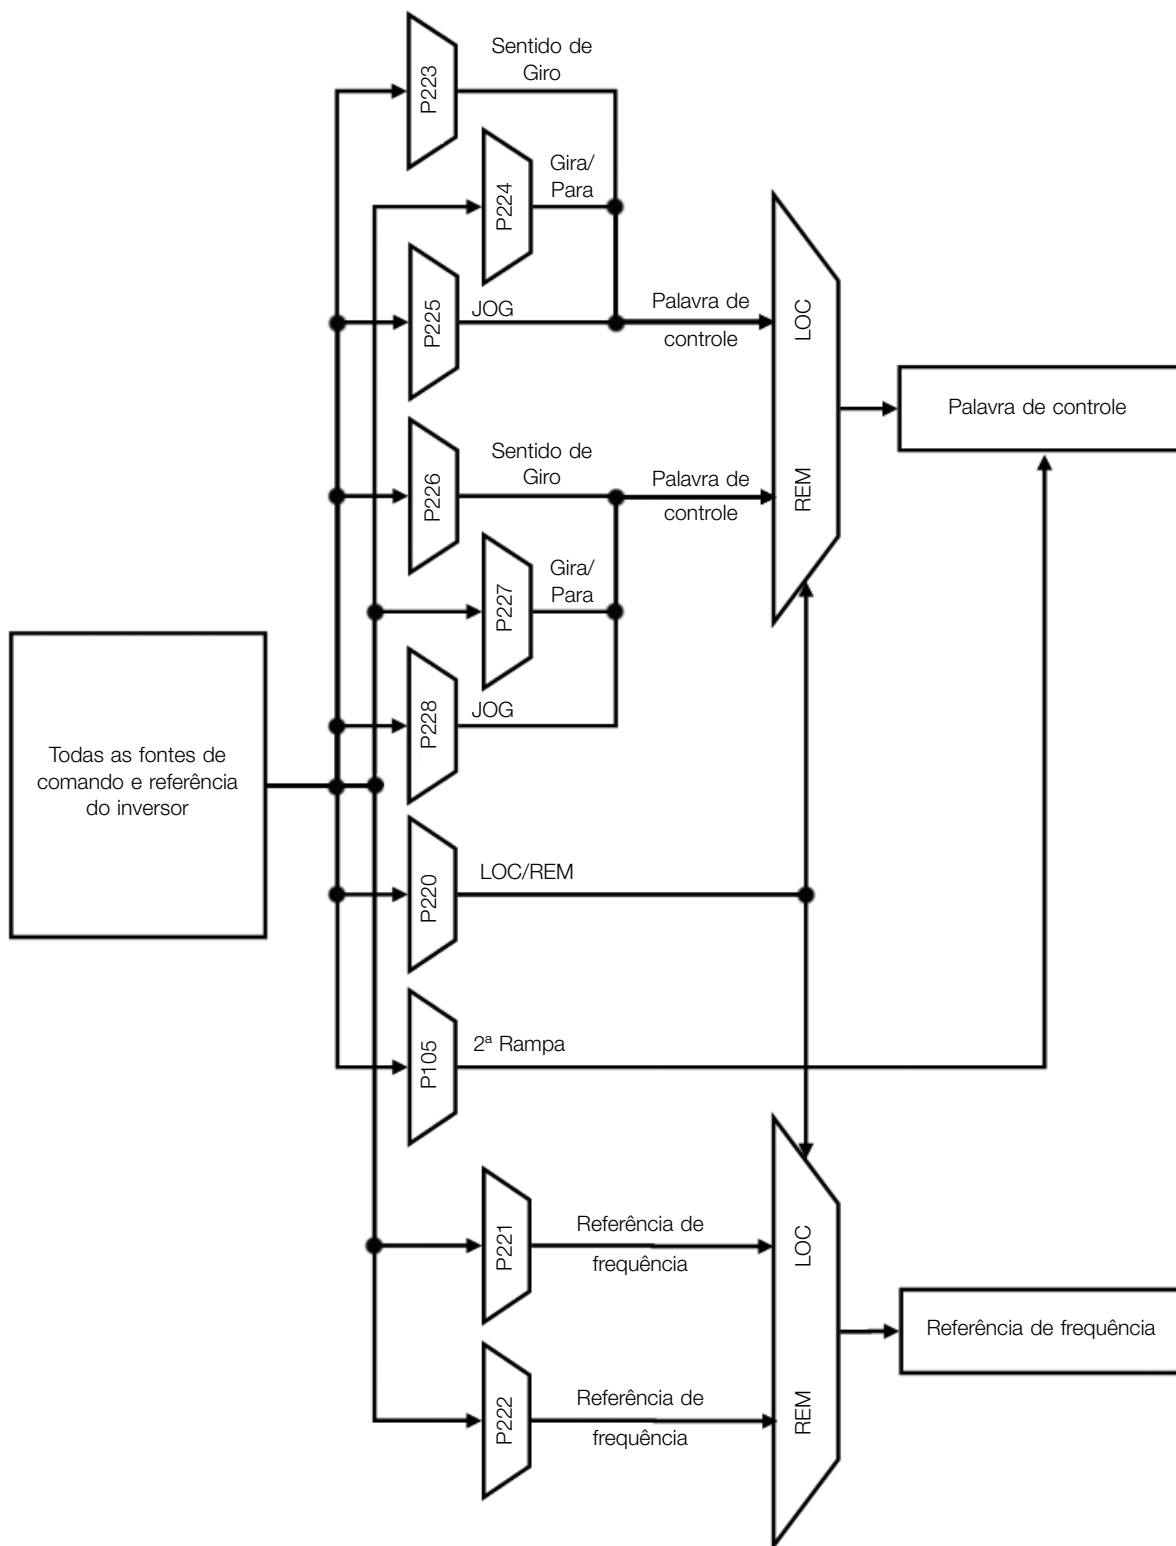 Sentido de
Giro
P223
Gira/
Para
P224
JOG
P225
Palavra de
controle
LOC
Palavra de controle
Sentido de
Giro
P226
Palavra de
controle
REM
Gira/
Para
P227
JOG
P228
Todas as fontes de
comando e referência
do inversor
LOC/REM
P220
2ª Rampa
P105
P221
Referência de
frequência
LOC
Referência de frequência
P222
Referência de
frequência
REM